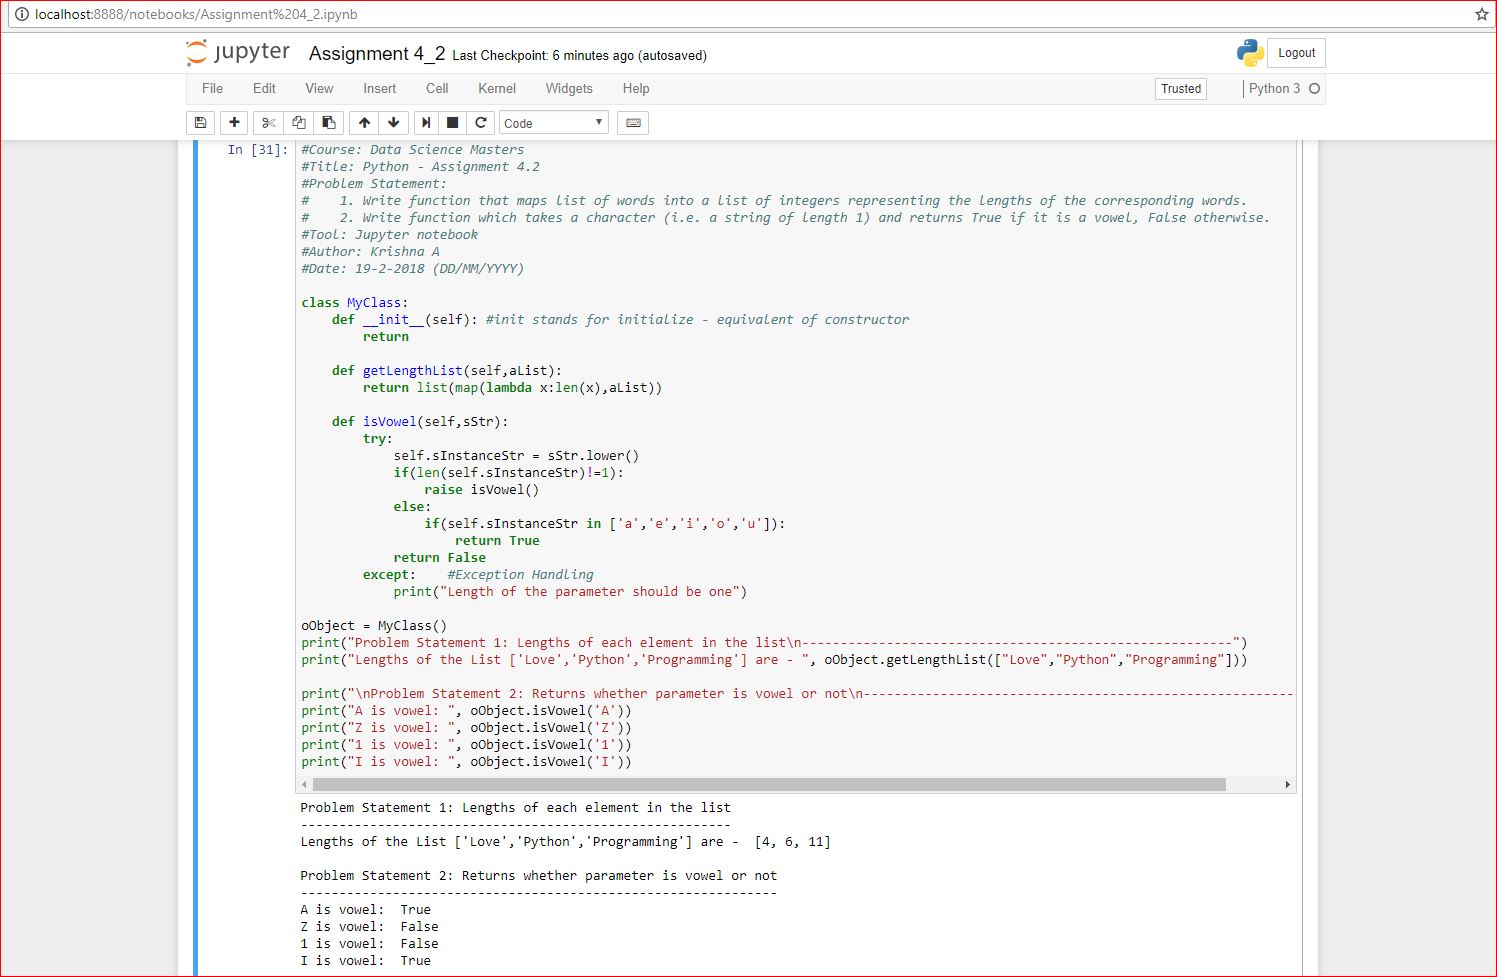 localhost:8888/notebooks/Assignment%204_2.ipynb
jupyter Assignment 4_2 Last Checkpoint: 6 minutes ago (autosaved) Logout
File Edit View Insert Cell Kernel Widgets Help Trusted Python 3
Code
In [31]: #Course: Data Science Masters
#Title: Python - Assignment 4.2
#Problem Statement:
#    1. Write function that maps list of words into a list of integers representing the lengths of the corresponding words.
#    2. Write function which takes a character (i.e. a string of length 1) and returns True if it is a vowel, False otherwise.
#Tool: Jupyter notebook
#Author: Krishna A
#Date: 19-2-2018 (DD/MM/YYYY)
class MyClass:
    def __init__(self): #init stands for initialize - equivalent of constructor
        return
    def getLengthList(self,aList):
        return list(map(lambda x:len(x),aList))
    def isVowel(self,sStr):
        try:
            self.sInstanceStr = sStr.lower()
            if(len(self.sInstanceStr)!=1):
                raise isVowel()
            else:
                if(self.sInstanceStr in ['a','e','i','o','u']):
                    return True
            return False
        except:    #Exception Handling
            print("Length of the parameter should be one")
oObject = MyClass()
print("Problem Statement 1: Lengths of each element in the list\n--------------------------------------------------------")
print("Lengths of the List ['Love','Python','Programming'] are - ", oObject.getLengthList(["Love","Python","Programming"]))
print("\nProblem Statement 2: Returns whether parameter is vowel or not\n--------------------------------------------------------
print("A is vowel: ", oObject.isVowel('A'))
print("Z is vowel: ", oObject.isVowel('Z'))
print("1 is vowel: ", oObject.isVowel('1'))
print("I is vowel: ", oObject.isVowel('I'))
Problem Statement 1: Lengths of each element in the list
--------------------------------------------------------
Lengths of the List ['Love','Python','Programming'] are -  [4, 6, 11]
Problem Statement 2: Returns whether parameter is vowel or not
--------------------------------------------------------------
A is vowel:  True
Z is vowel:  False
1 is vowel:  False
I is vowel:  True